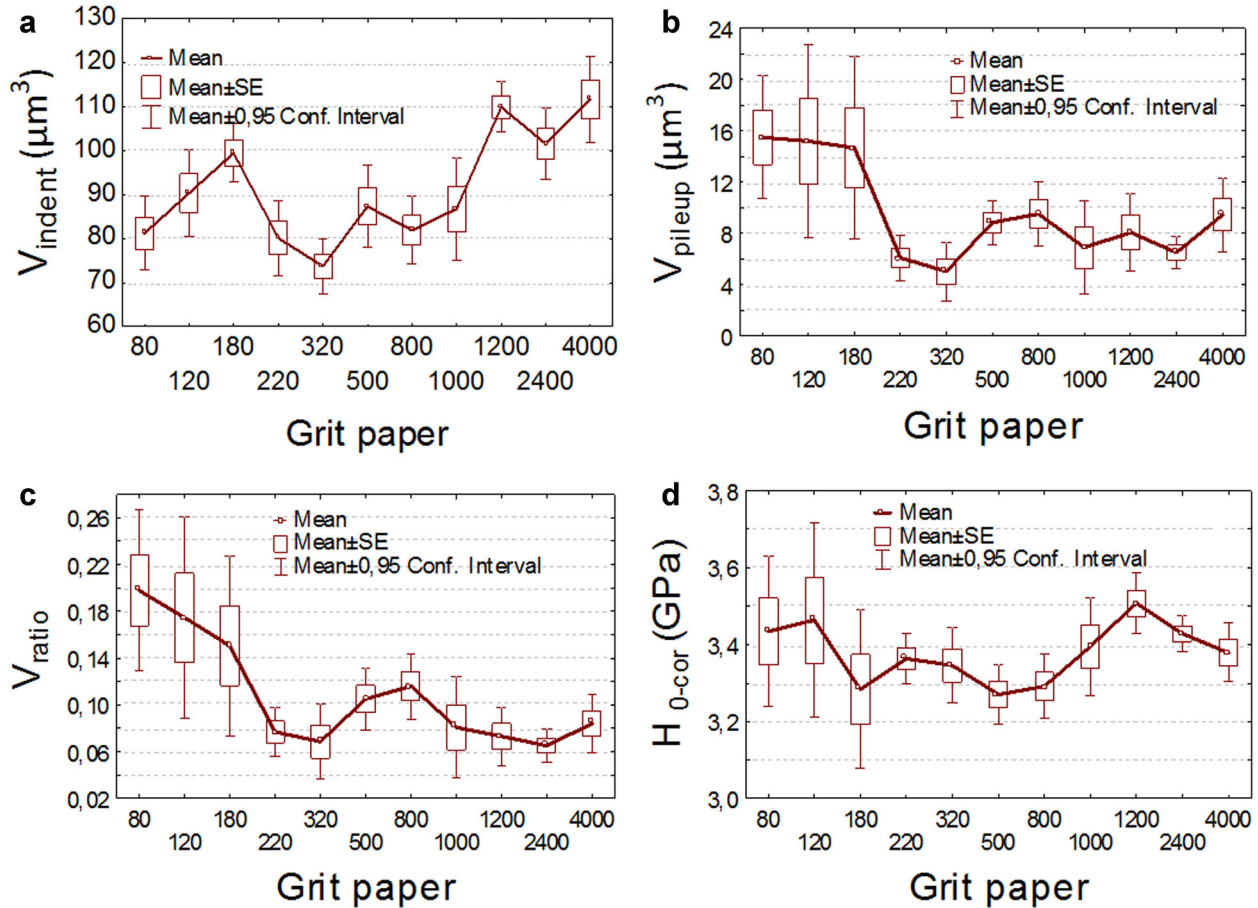 a
V indent (µm³)
130
120
110
100
90
80
70
60
Mean
Mean±SE
Mean±0,95 Conf. Interval
80 180 320 800 1200 4000
120 220 500 1000 2400
Grit paper
b
V pileup (µm³)
24
20
16
12
8
4
0
Mean
Mean±SE
Mean±0,95 Conf. Interval
80 180 320 800 1200 4000
120 220 500 1000 2400
Grit paper
c
V ratio
0,26
0,22
0,18
0,14
0,10
0,06
0,02
Mean
Mean±SE
Mean±0,95 Conf. Interval
80 180 320 800 1200 4000
120 220 500 1000 2400
Grit paper
d
H 0-cor (GPa)
3,8
3,6
3,4
3,2
3,0
Mean
Mean±SE
Mean±0,95 Conf. Interval
80 180 320 800 1200 4000
120 220 500 1000 2400
Grit paper